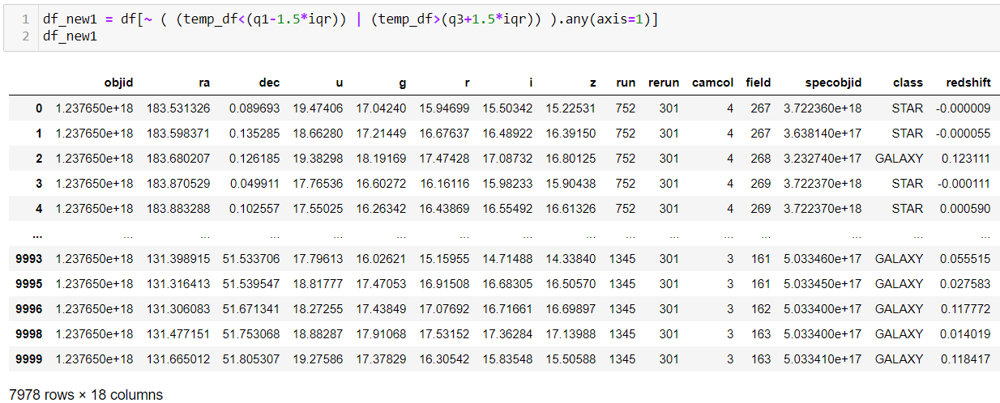 1 df_new1 = df[~ ( (temp_df<(q1-1.5*iqr)) | (temp_df>(q3+1.5*iqr)) ).any(axis=1)]
2 df_new1
objid ra dec u g r i z run rerun camcol field specobjid class redshift
0 1.237650e+18 183.531326 0.089693 19.47406 17.04240 15.94699 15.50342 15.22531 752 301 4 267 3.722360e+18 STAR -0.000009
1 1.237650e+18 183.598371 0.135285 18.66280 17.21449 16.67637 16.48922 16.39150 752 301 4 267 3.638140e+17 STAR -0.000055
2 1.237650e+18 183.680207 0.126185 19.38298 18.19169 17.47428 17.08732 16.80125 752 301 4 268 3.232740e+17 GALAXY 0.123111
3 1.237650e+18 183.870529 0.049911 17.76536 16.60272 16.16116 15.98233 15.90438 752 301 4 269 3.722370e+18 STAR -0.000111
4 1.237650e+18 183.883288 0.102557 17.55025 16.26342 16.43869 16.55492 16.61326 752 301 4 269 3.722370e+18 STAR 0.000590
... ... ... ... ... ... ... ... ... ... ... ... ... ... ... ...
9993 1.237650e+18 131.398915 51.533706 17.79613 16.02621 15.15955 14.71488 14.33840 1345 301 3 161 5.033460e+17 GALAXY 0.055515
9995 1.237650e+18 131.316413 51.539547 18.81777 17.47053 16.91508 16.68305 16.50570 1345 301 3 161 5.033450e+17 GALAXY 0.027583
9996 1.237650e+18 131.306083 51.671341 18.27255 17.43849 17.07692 16.71661 16.69897 1345 301 3 162 5.033400e+17 GALAXY 0.117772
9998 1.237650e+18 131.477151 51.753068 18.88287 17.91068 17.53152 17.36284 17.13988 1345 301 3 163 5.033400e+17 GALAXY 0.014019
9999 1.237650e+18 131.665012 51.805307 19.27586 17.37829 16.30542 15.83548 15.50588 1345 301 3 163 5.033410e+17 GALAXY 0.118417
7978 rows × 18 columns